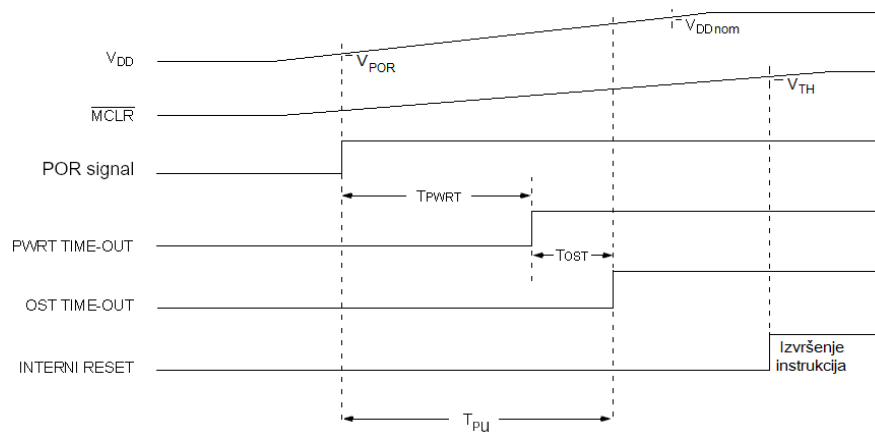 VDDnom
VDD
VPOR
MCLR
VTH
POR signal
TPWRT
PWRT TIME-OUT
TOST
OST TIME-OUT
INTERNI RESET
Izvršenje
instrukcija
TPU